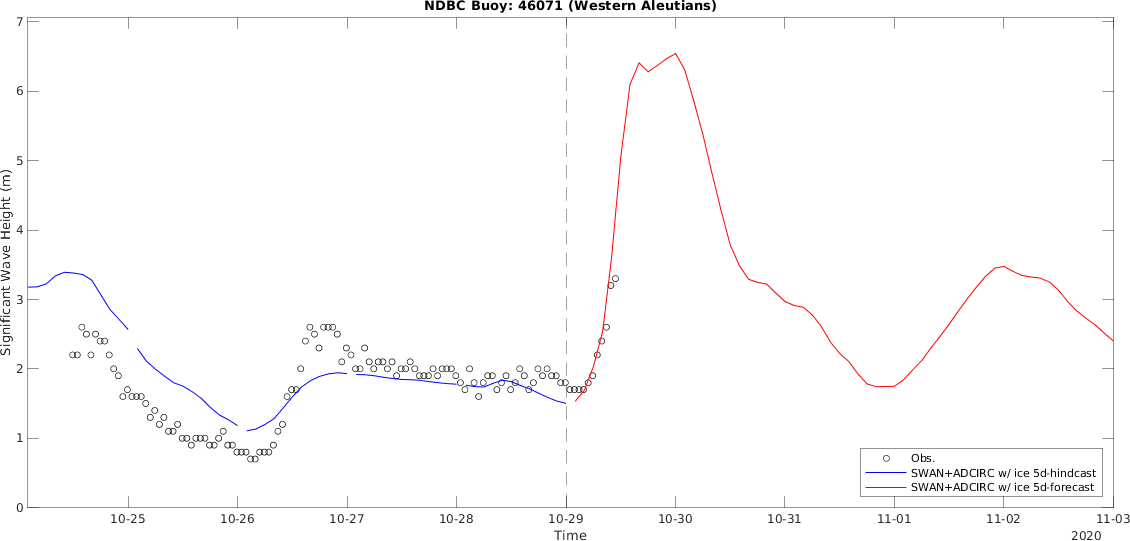 NDBC Buoy: 46071 (Western Aleutians)
7
6
5
4
3
2
1
0
Significant Wave Height (m)
Obs.
SWAN+ADCIRC w/ ice 5d-hindcast
SWAN+ADCIRC w/ ice 5d-forecast
10-25 10-26 10-27 10-28 10-29 10-30 10-31 11-01 11-02 11-03
Time
2020